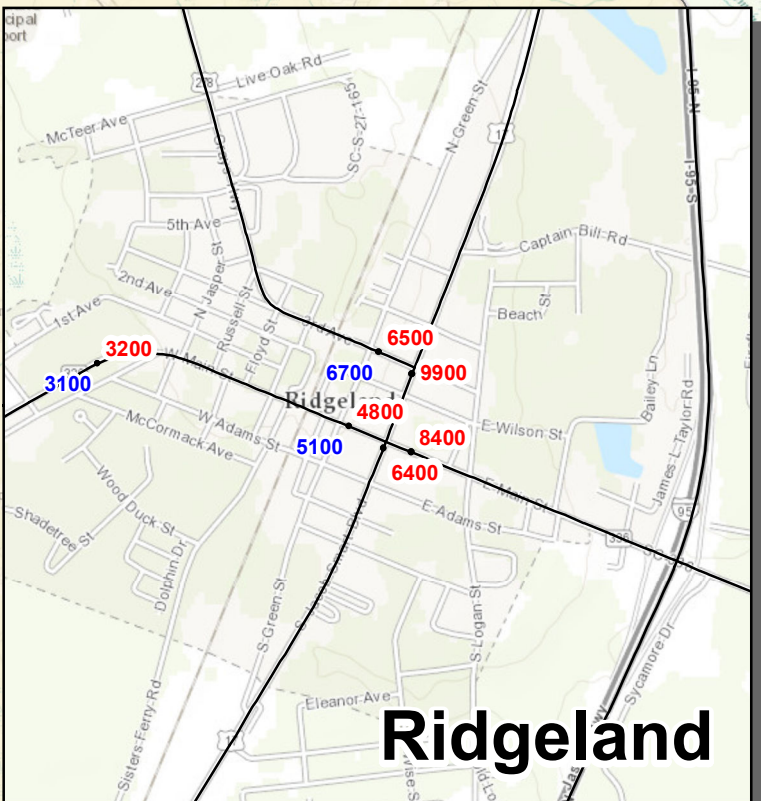 cipal
port
Live Oak Rd
McTeer Ave
SC-S-27-165
N Green St
I-95-N
I-95-S
5th Ave
Captain Bill Rd
2nd Ave
N Jasper St
1st Ave
Russell St
Floyd St
Beach St
3rd Ave
6500
3200
W Main St
6700
9900
3100
Ridgeland
4800
Bailey Ln
James L Taylor Rd
W Adams St
E Wilson St
McCormack Ave
5100
8400
6400
E Main St
Wood Duck St
E Adams St
95
336
Shadetree St
Dolphin Dr
S Green St
S Logan St
Sycamore Dr
Eleanor Ave
Sisters Ferry Rd
Ridgeland